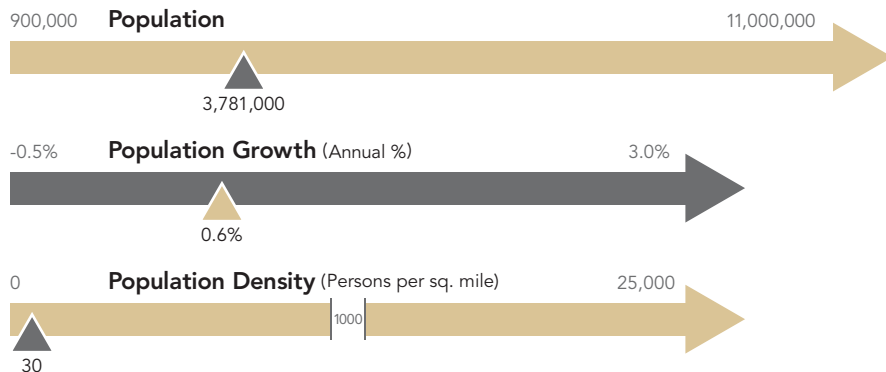 900,000 Population 11,000,000
3,781,000
-0.5% Population Growth (Annual %) 3.0%
0.6%
0 Population Density (Persons per sq. mile) 25,000
1000
30